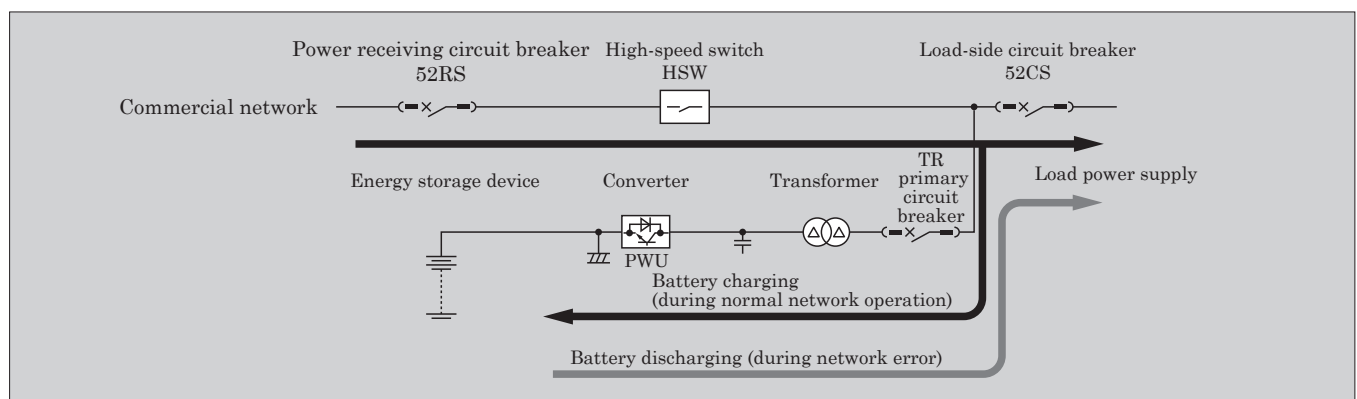 Power receiving circuit breaker
52RS
High-speed switch
HSW
Load-side circuit breaker
52CS
Commercial network
Energy storage device
Converter
Transformer
TR
primary
circuit
breaker
Load power supply
PWU
Battery charging
(during normal network operation)
Battery discharging (during network error)